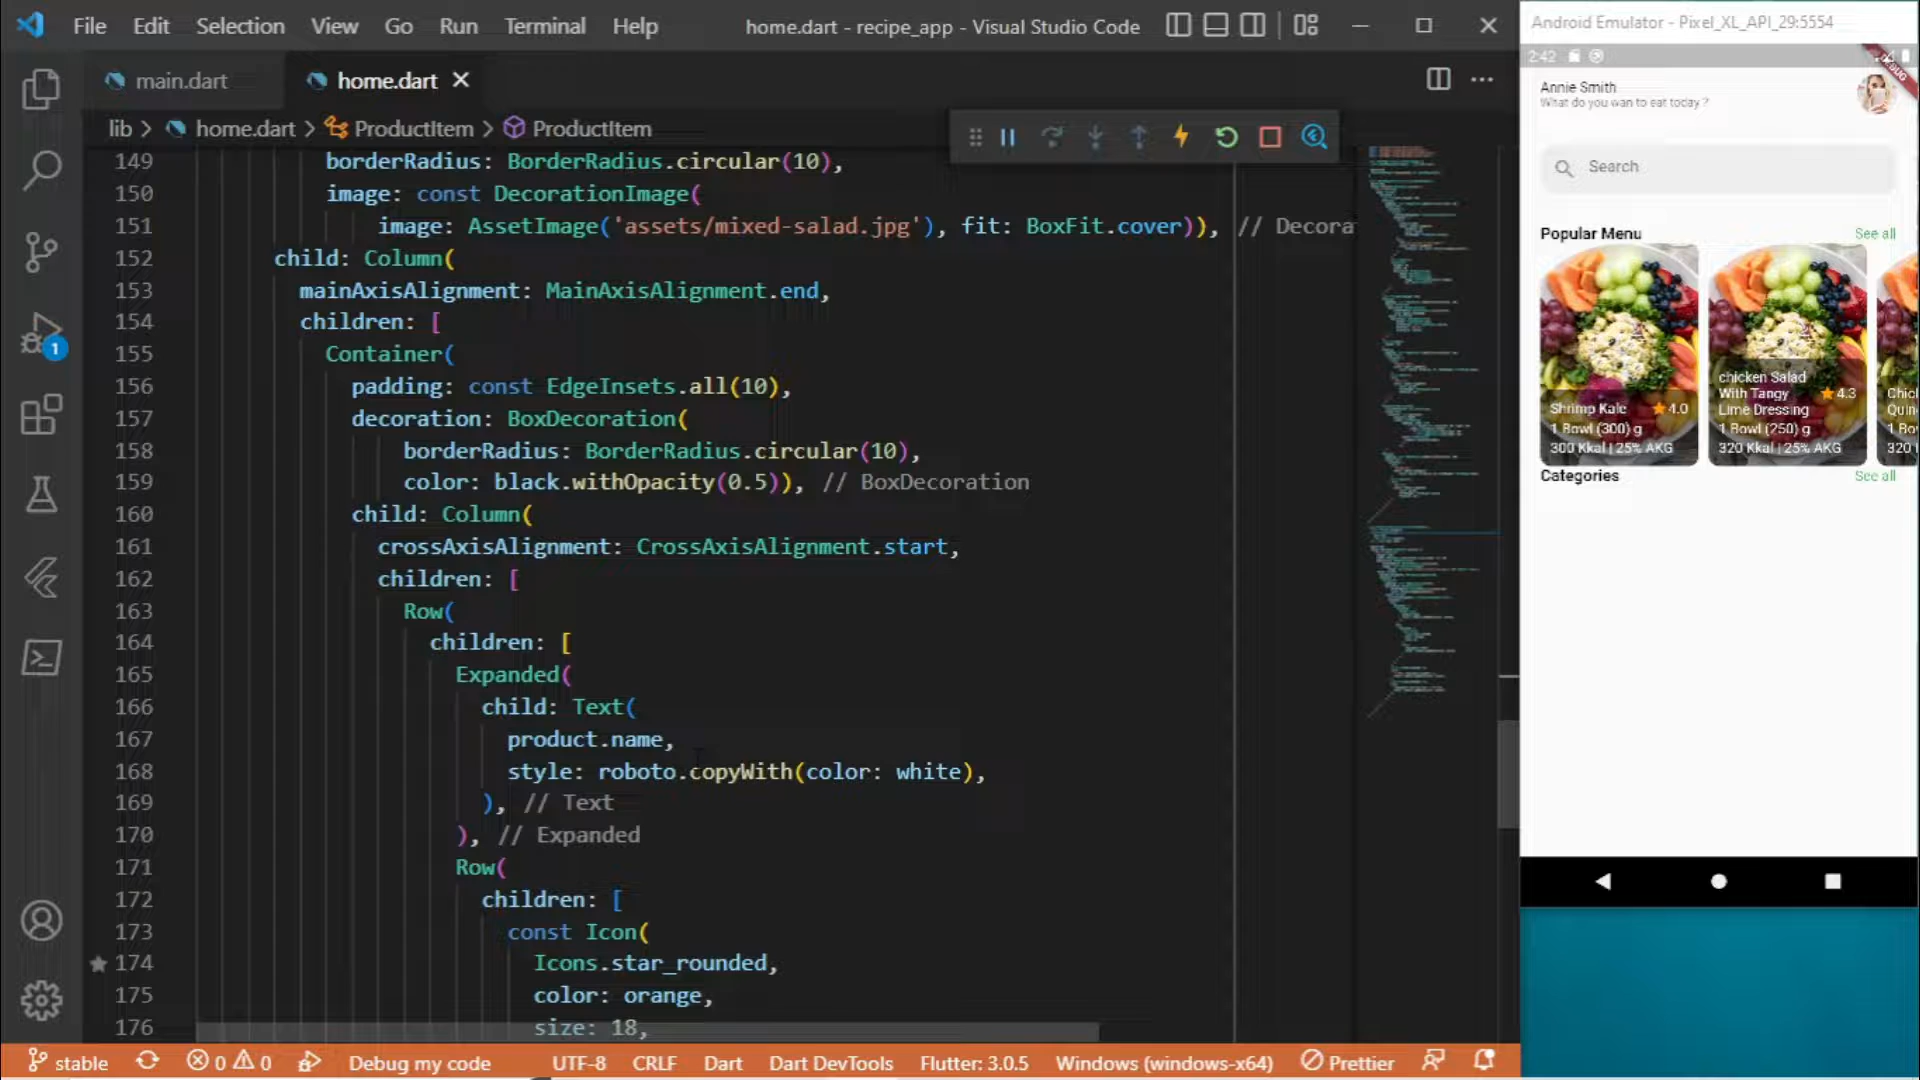 File Edit Selection View Go Run Terminal Help home.dart - recipe_app - Visual Studio Code
main.dart home.dart
lib > home.dart > ProductItem > ProductItem
149 borderRadius: BorderRadius.circular(10),
150 image: const DecorationImage(
151 image: AssetImage('assets/mixed-salad.jpg'), fit: BoxFit.cover)), // Decora
152 child: Column(
153 mainAxisAlignment: MainAxisAlignment.end,
154 children: [
155 Container(
156 padding: const EdgeInsets.all(10),
157 decoration: BoxDecoration(
158 borderRadius: BorderRadius.circular(10),
159 color: black.withOpacity(0.5)), // BoxDecoration
160 child: Column(
161 crossAxisAlignment: CrossAxisAlignment.start,
162 children: [
163 Row(
164 children: [
165 Expanded(
166 child: Text(
167 product.name,
168 style: roboto.copyWith(color: white),
169 ), // Text
170 ), // Expanded
171 Row(
172 children: [
173 const Icon(
174 Icons.star_rounded,
175 color: orange,
176 size: 18,
1
stable 0 0 Debug my code UTF-8 CRLF Dart Dart DevTools Flutter: 3.0.5 Windows (windows-x64) Prettier
Android Emulator - Pixel_XL_API_29:5554
2:42
Annie Smith
What do you wan to eat today ?
Search
Popular Menu See all
Shrimp Kale 4.0
1 Bowl (300) g
300 Kkal | 25% AKG
chicken Salad
With Tangy 4.3
Lime Dressing
1 Bowl (250) g
320 Kkal | 25% AKG
Chic
Quin
1 Bo
320
Categories See all